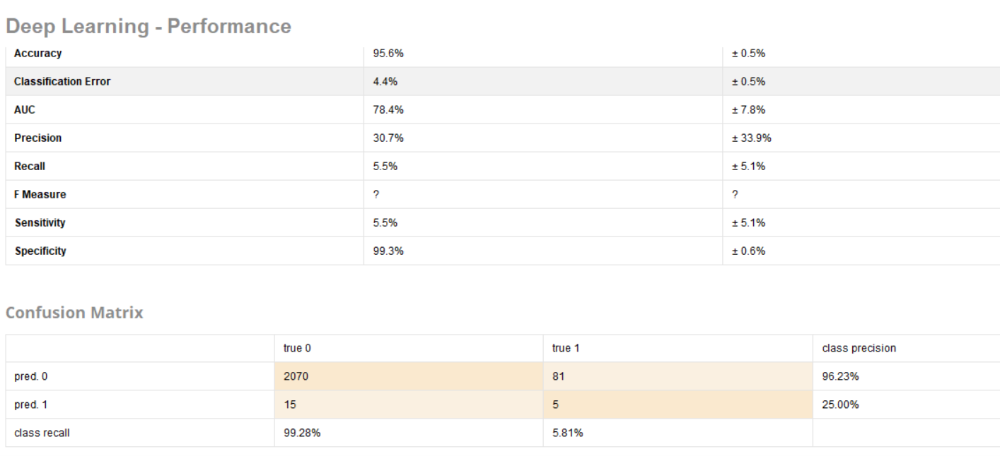 Deep Learning - Performance
Accuracy 95.6% ± 0.5%
Classification Error 4.4% ± 0.5%
AUC 78.4% ± 7.8%
Precision 30.7% ± 33.9%
Recall 5.5% ± 5.1%
F Measure ? ?
Sensitivity 5.5% ± 5.1%
Specificity 99.3% ± 0.6%
Confusion Matrix
true 0 true 1 class precision
pred. 0 2070 81 96.23%
pred. 1 15 5 25.00%
class recall 99.28% 5.81%